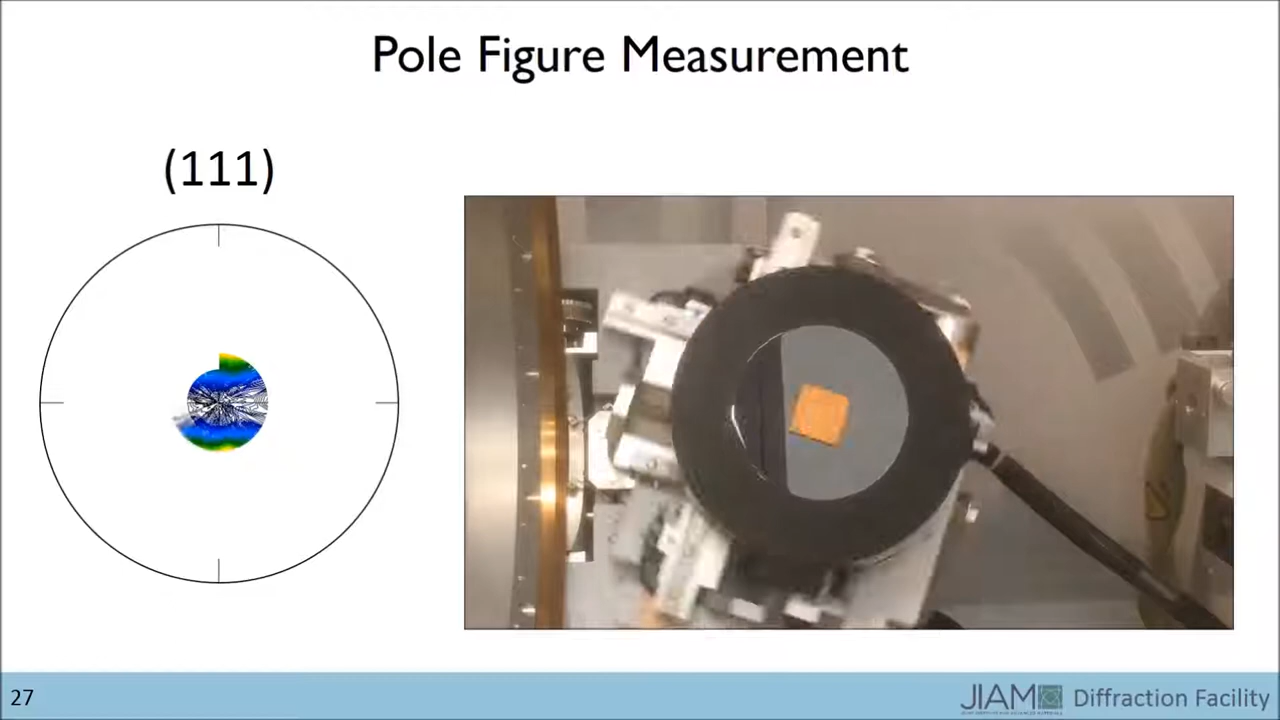 Pole Figure Measurement
(111)
27
JIAM Diffraction Facility